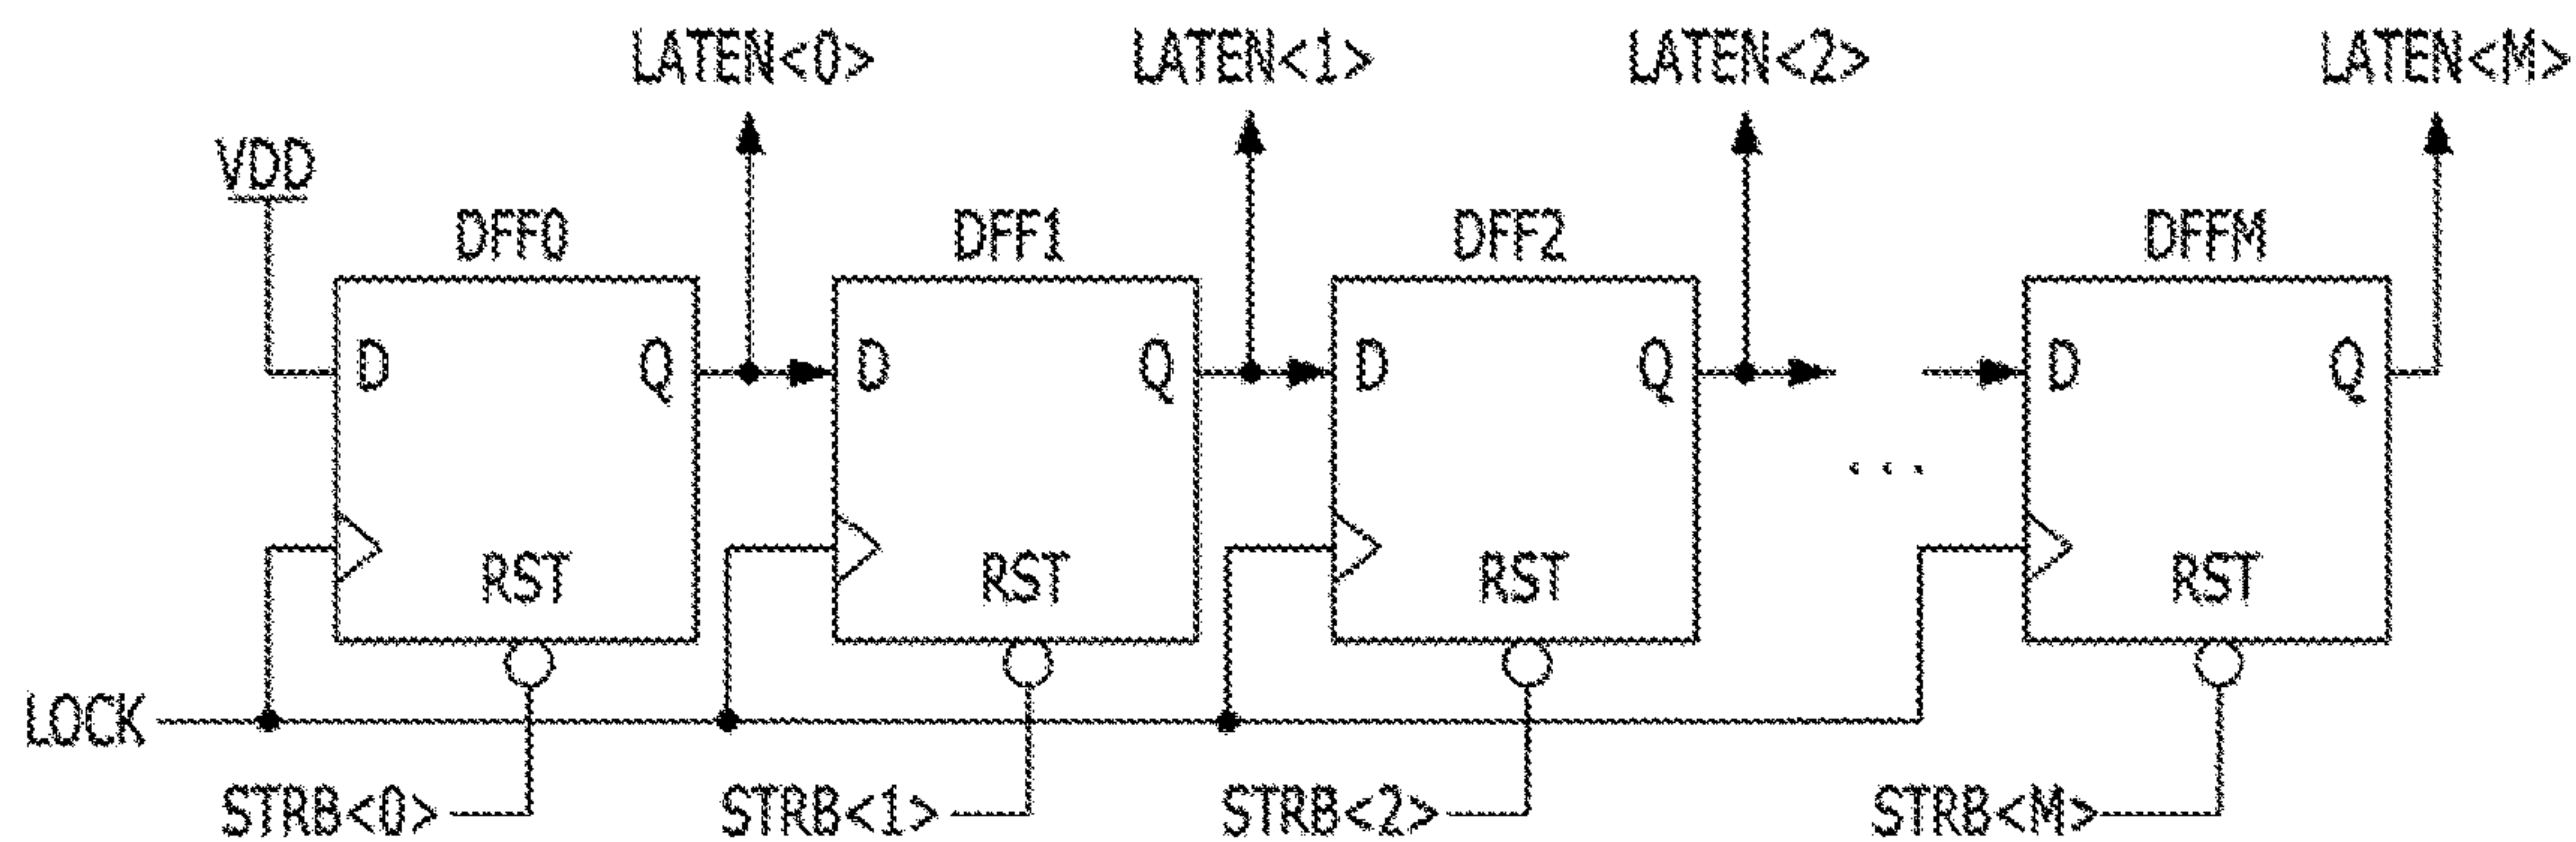 LATEN<0> LATEN<1> LATEN<2> LATEN<M>
VDD
DFF0 DFF1 DFF2 DFFM
D Q D Q D Q D Q
...
RST RST RST RST
LOCK
STRB<0> STRB<1> STRB<2> STRB<M>